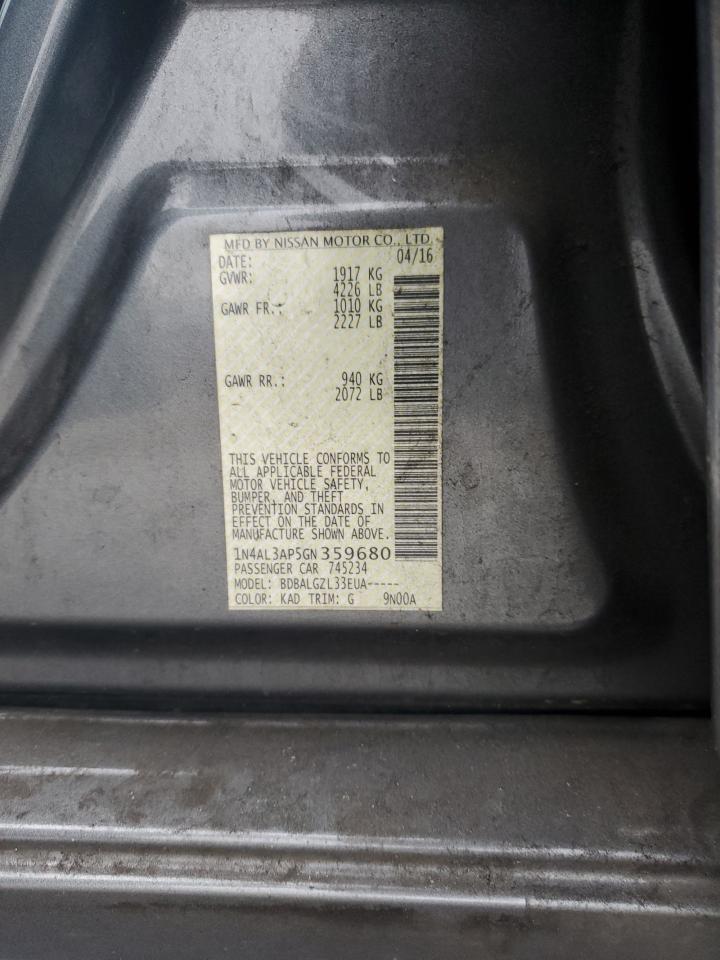 MFD BY NISSAN MOTOR CO., LTD
DATE: 04/16
GVWR: 1917 KG
4226 LB
GAWR FR.: 1010 KG
2227 LB
GAWR RR.: 940 KG
2072 LB
THIS VEHICLE CONFORMS TO
ALL APPLICABLE FEDERAL
MOTOR VEHICLE SAFETY,
BUMPER, AND THEFT
PREVENTION STANDARDS IN
EFFECT ON THE DATE OF
MANUFACTURE SHOWN ABOVE.
1N4AL3AP5GN359680
PASSENGER CAR 745234
MODEL: BDBALGZL33EUA-----
COLOR: KAD TRIM: G 9N00A